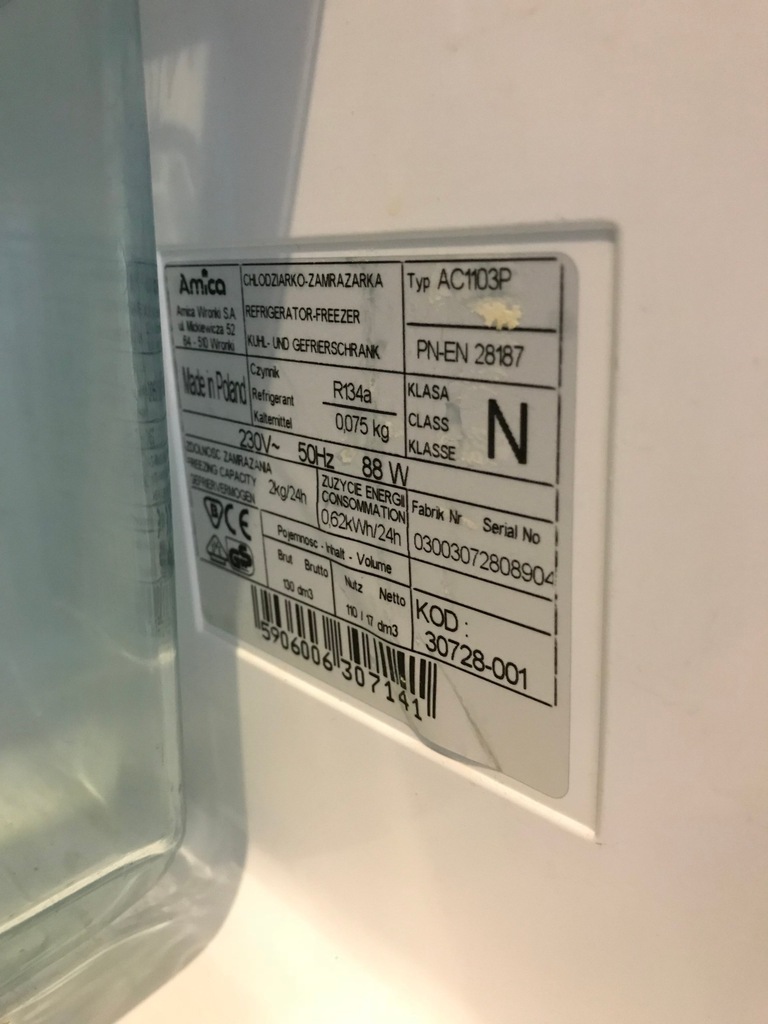 Amica
Amica Wronki S.A
ul. Mickiewicza 52
64 - 510 Wronki
CHŁODZIARKO-ZAMRAŻARKA
REFRIGERATOR-FREEZER
KUHL- UND GEFRIERSCHRANK
Typ AC1103P
PN-EN 28187
Made in Poland
Czynnik
Refrigerant
Kaltemittel
R134a
0,075 kg
KLASA
CLASS
KLASSE
N
230V~ 50Hz 88 W
ZDOLNOSC ZAMRAZANIA
FREEZING CAPACITY
GEFRIERVERMOGEN
2kg/24h
ZUZYCIE ENERGII
CONSOMMATION
0,62kWh/24h
Fabrik Nr Serial No
03003072808904
B CE
GS
Pojemnosc - Inhalt - Volume
Brut Brutto
130 dm3
Nutz Netto
110 / 17 dm3
KOD :
30728-001
5906006 307141